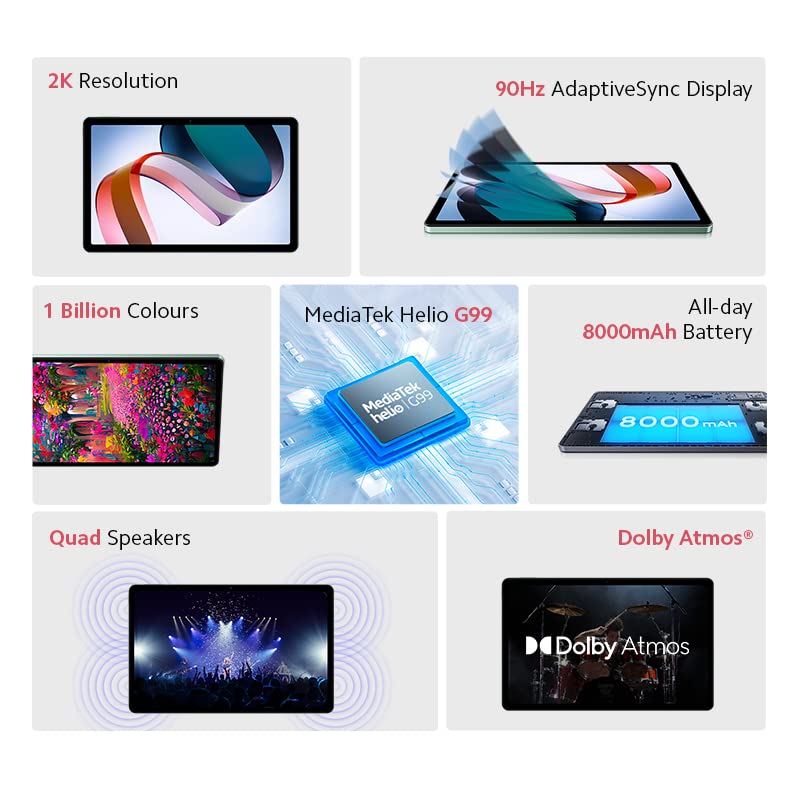 2K Resolution
90Hz AdaptiveSync Display
1 Billion Colours
MediaTek Helio G99
MediaTek
helio | G99
All-day
8000mAh Battery
8000mAh
Quad Speakers
Dolby Atmos®
Dolby Atmos